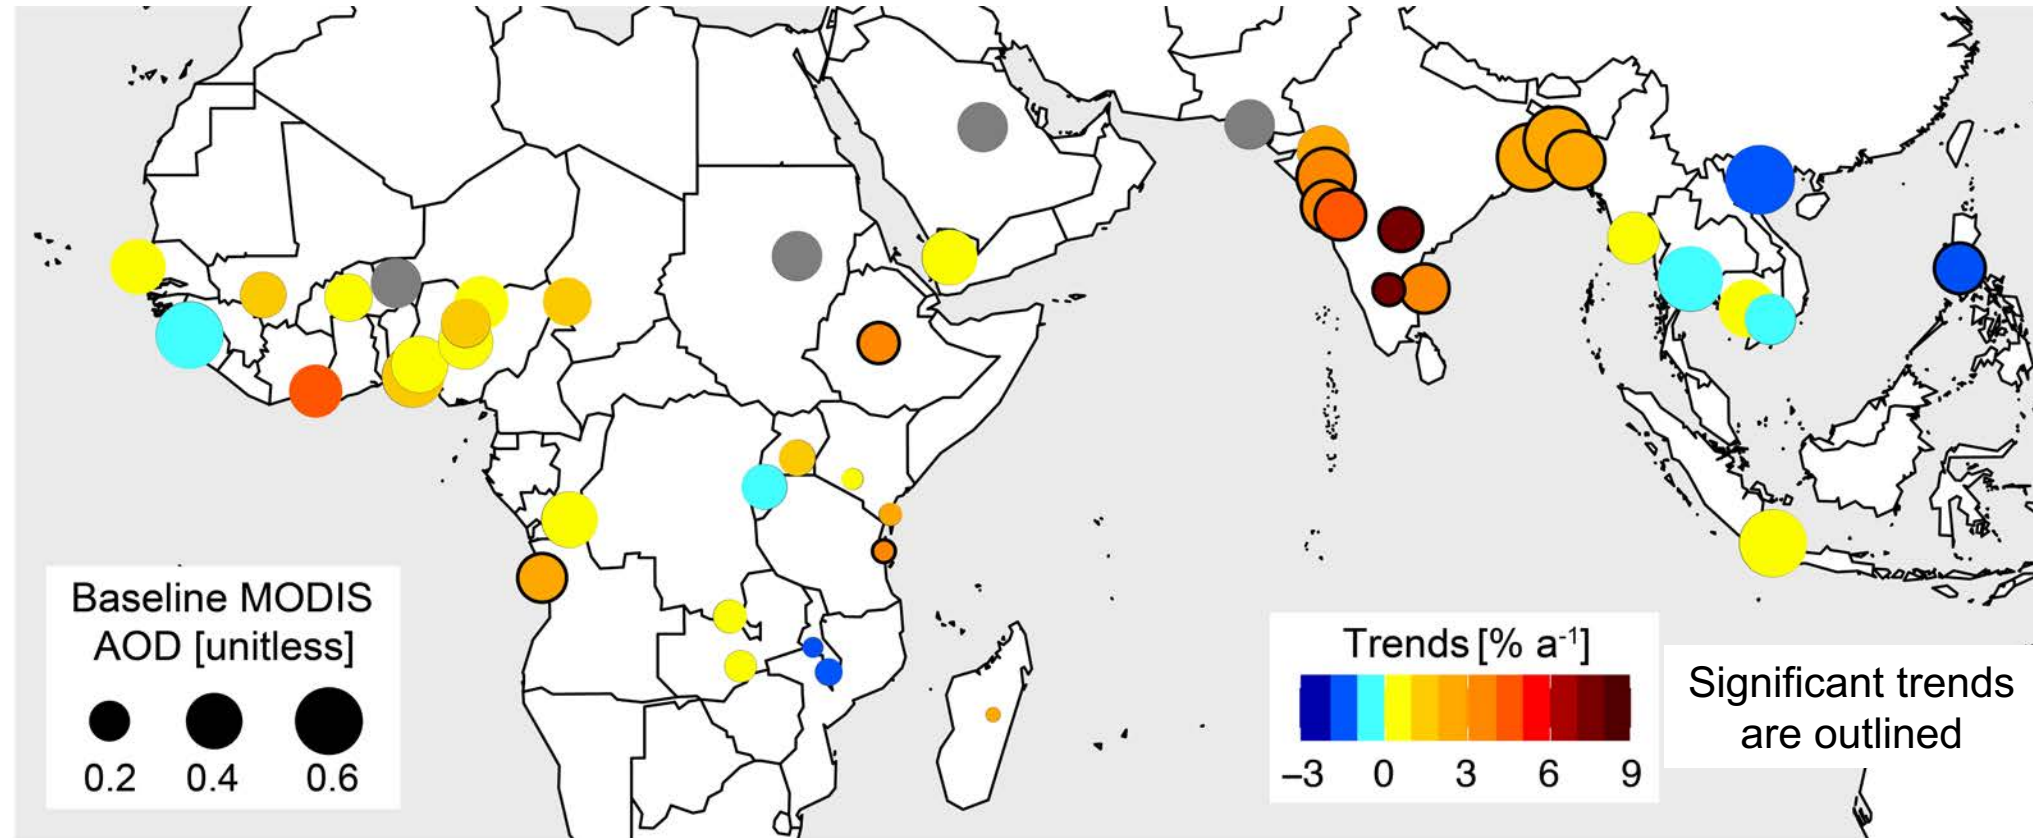 Baseline MODIS
AOD [unitless]
0.2 0.4 0.6
Trends [% a⁻¹]
–3 0 3 6 9
Significant trends
are outlined